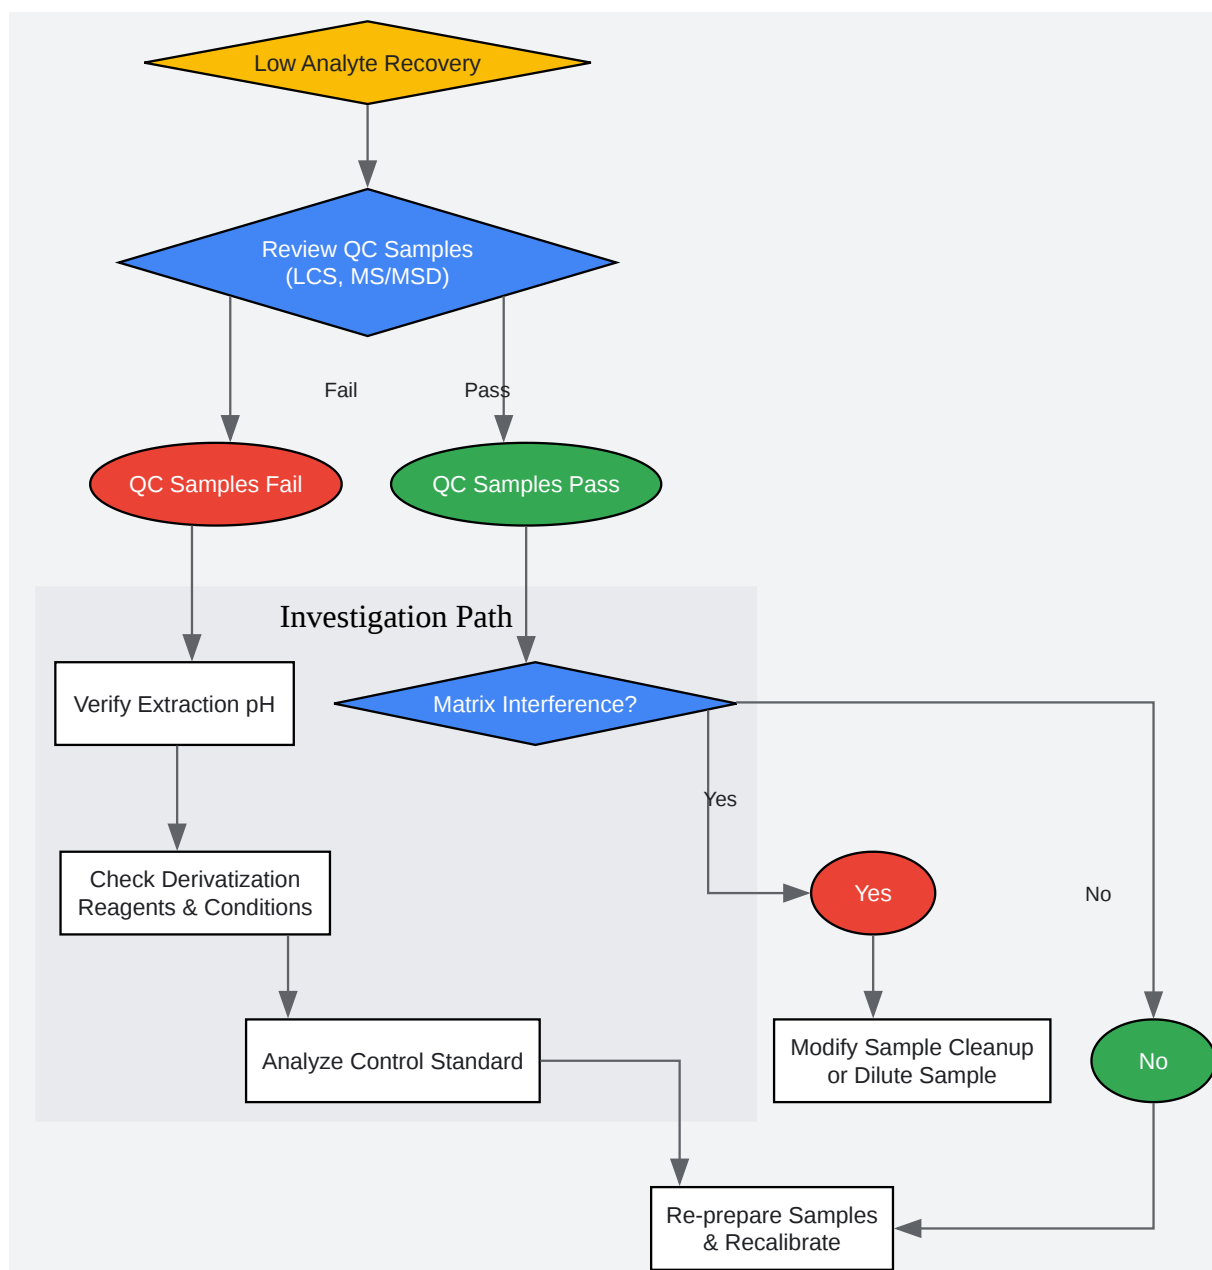 Low Analyte Recovery
Review QC Samples
(LCS, MS/MSD)
Fail
Pass
QC Samples Fail
QC Samples Pass
Investigation Path
Verify Extraction pH
Matrix Interference?
Yes
Check Derivatization
Reagents & Conditions
Yes
No
Analyze Control Standard
Modify Sample Cleanup
or Dilute Sample
No
Re-prepare Samples
& Recalibrate